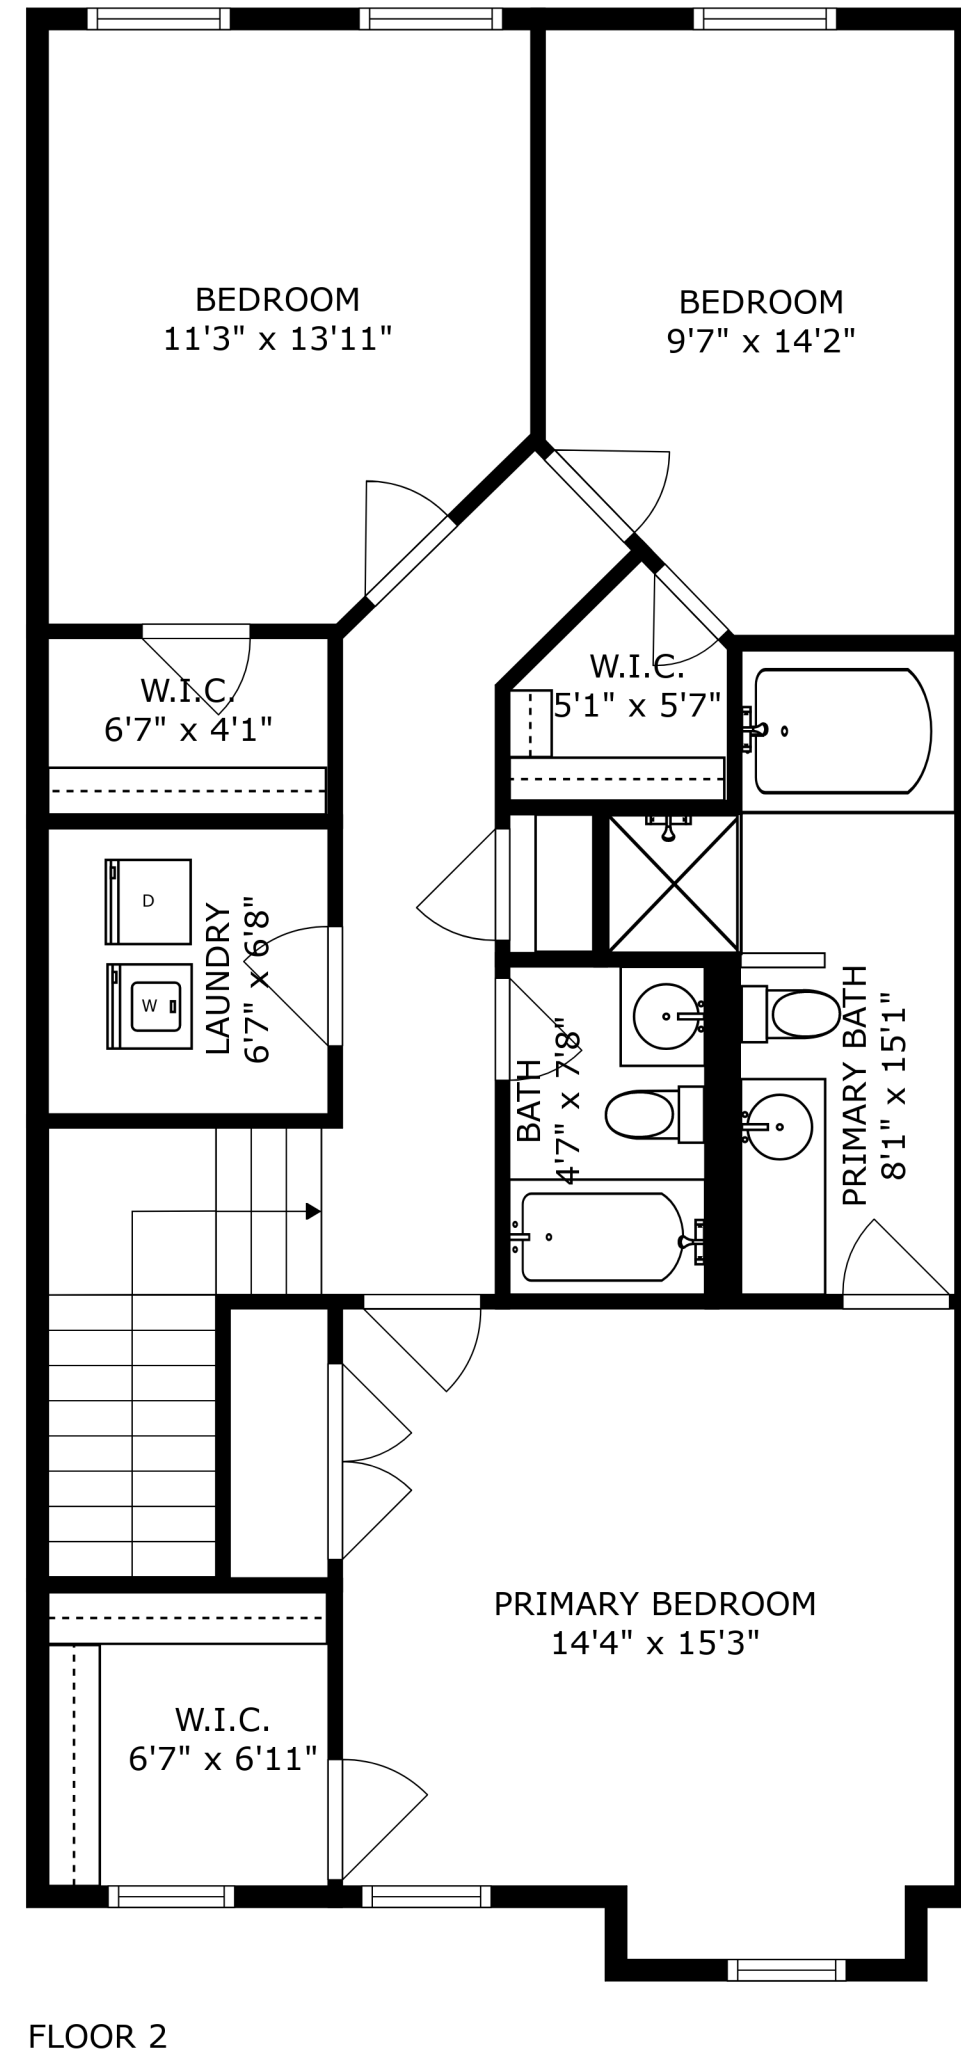 BEDROOM
11'3" x 13'11"
BEDROOM
9'7" x 14'2"
W.I.C.
6'7" x 4'1"
W.I.C.
5'1" x 5'7"
D
W
LAUNDRY
6'7" x 6'8"
BATH
4'7" x 7'8"
PRIMARY BATH
8'1" x 15'1"
PRIMARY BEDROOM
14'4" x 15'3"
W.I.C.
6'7" x 6'11"
FLOOR 2